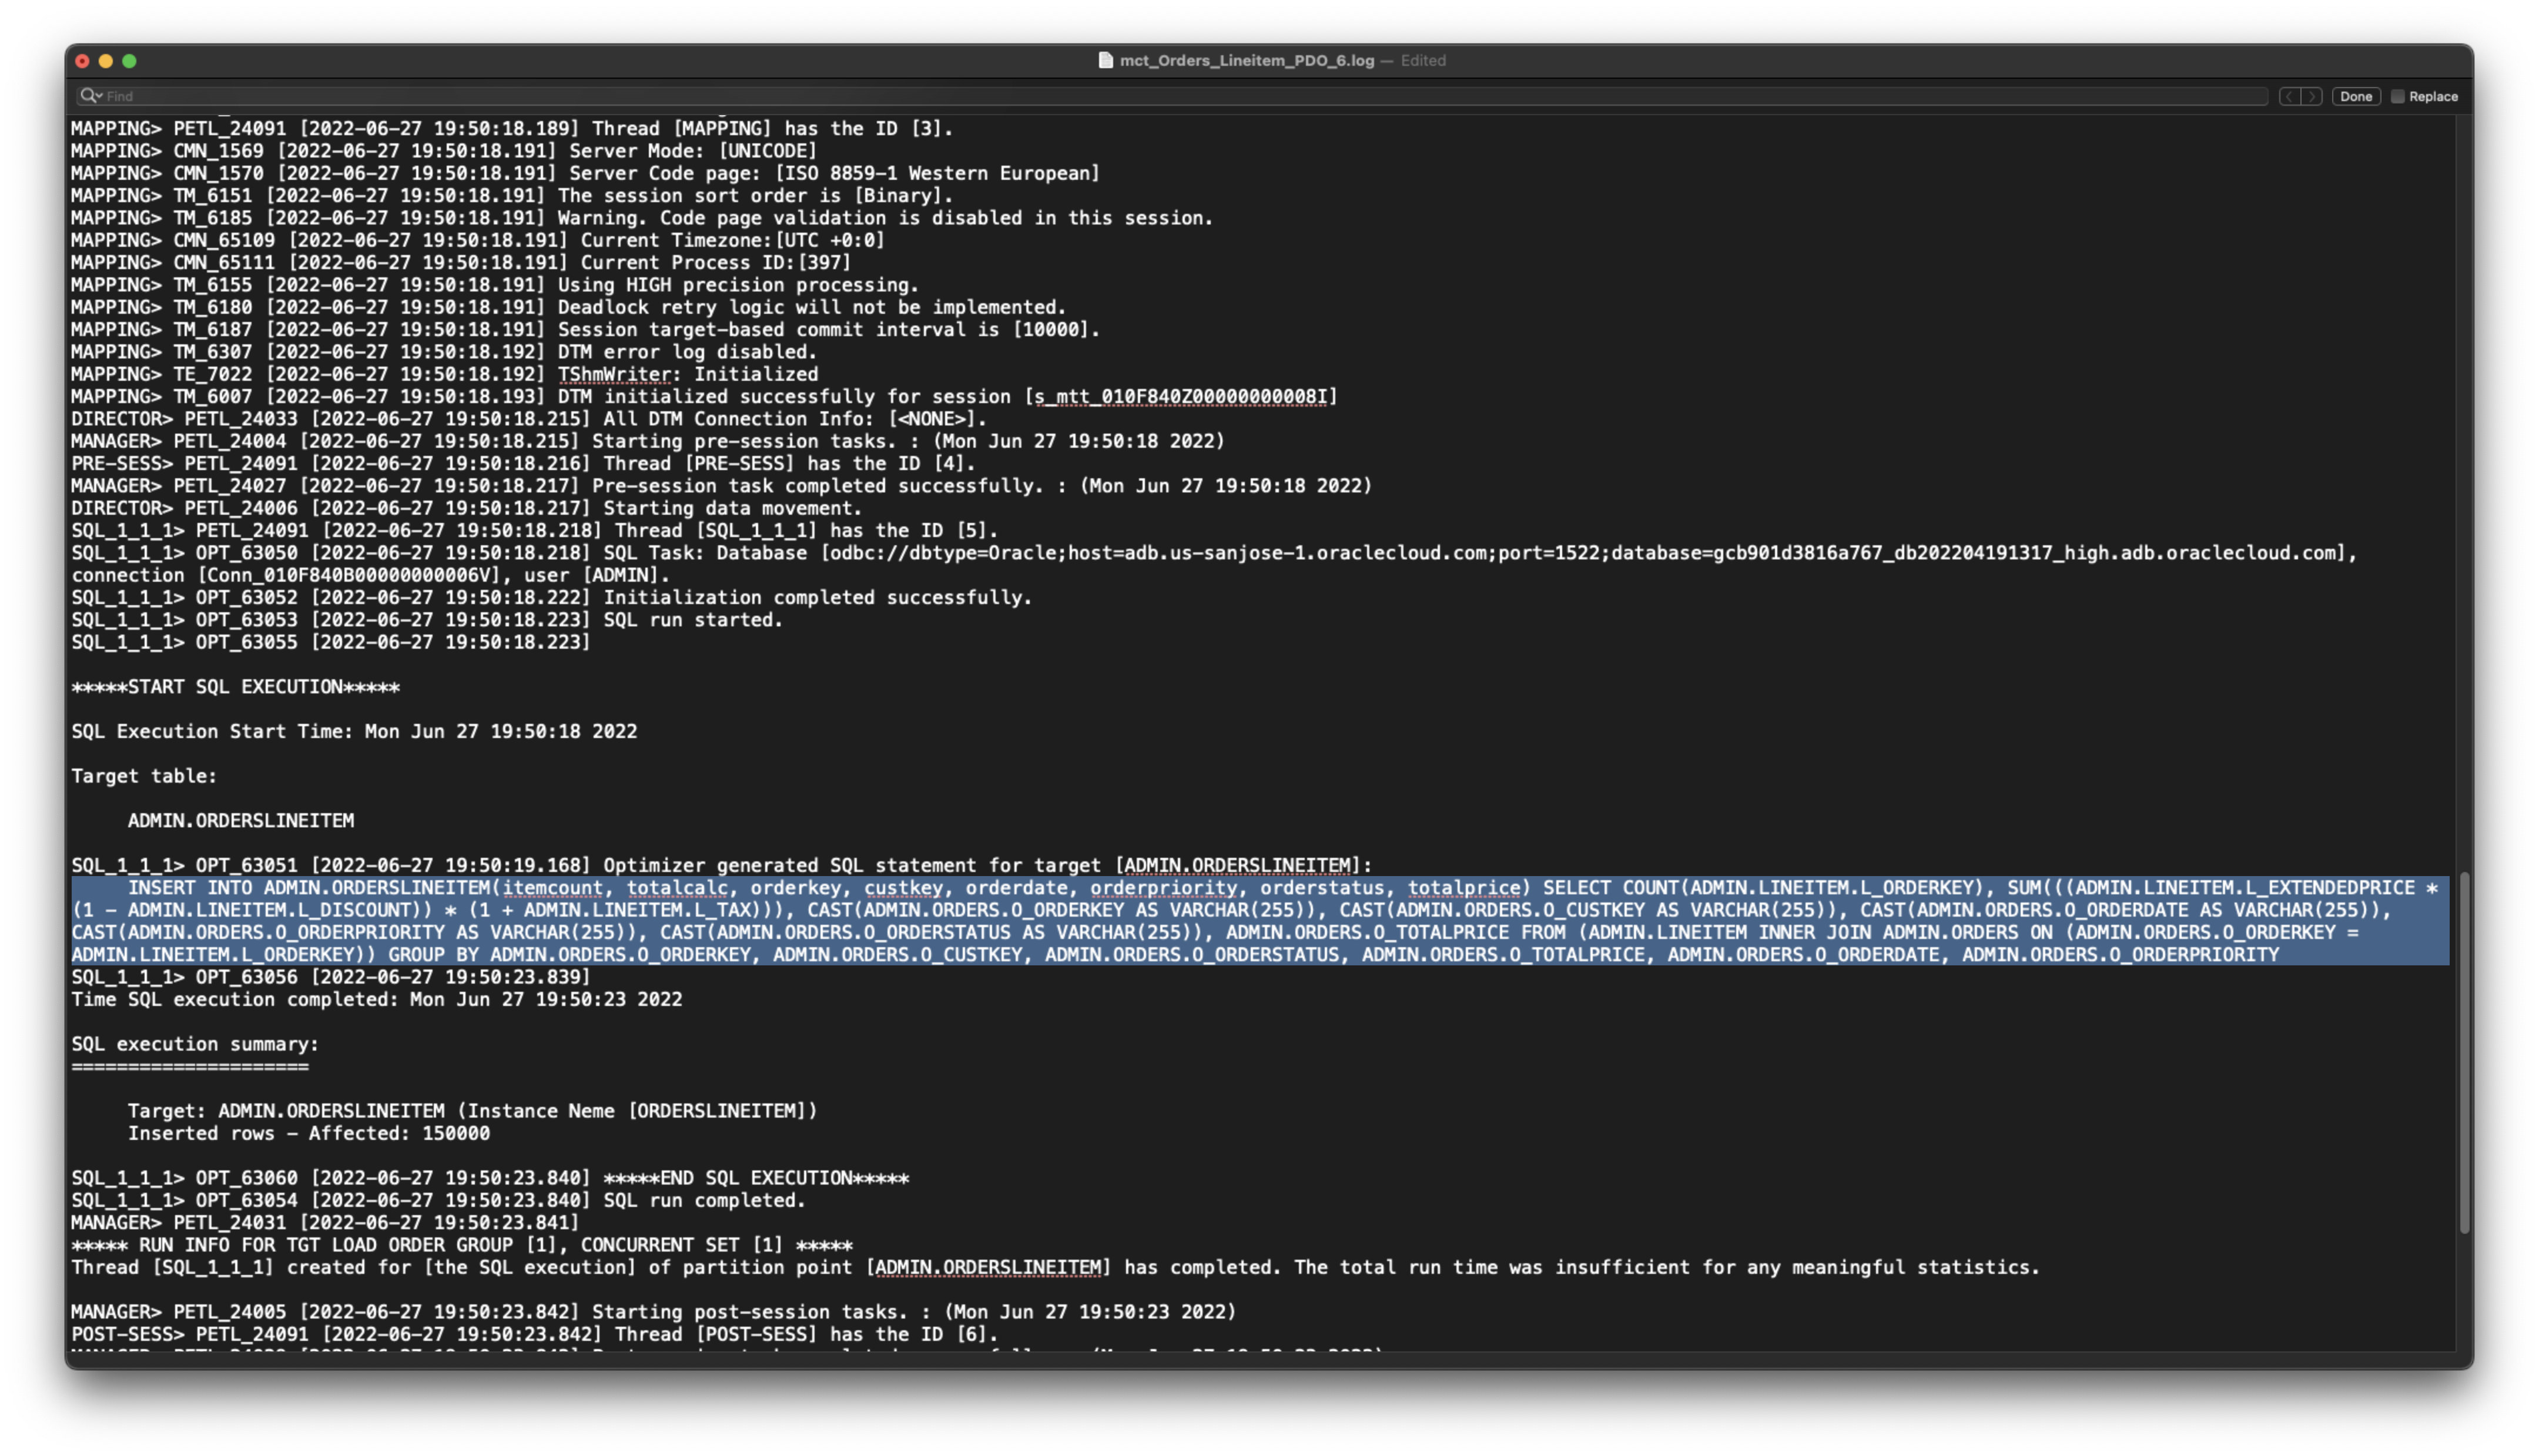 mct_Orders_Lineitem_PDO_6.log — Edited
Find
Done
Replace
MAPPING> PETL_24091 [2022-06-27 19:50:18.189] Thread [MAPPING] has the ID [3].
MAPPING> CMN_1569 [2022-06-27 19:50:18.191] Server Mode: [UNICODE]
MAPPING> CMN_1570 [2022-06-27 19:50:18.191] Server Code page: [ISO 8859-1 Western European]
MAPPING> TM_6151 [2022-06-27 19:50:18.191] The session sort order is [Binary].
MAPPING> TM_6185 [2022-06-27 19:50:18.191] Warning. Code page validation is disabled in this session.
MAPPING> CMN_65109 [2022-06-27 19:50:18.191] Current Timezone:[UTC +0:0]
MAPPING> CMN_65111 [2022-06-27 19:50:18.191] Current Process ID:[397]
MAPPING> TM_6155 [2022-06-27 19:50:18.191] Using HIGH precision processing.
MAPPING> TM_6180 [2022-06-27 19:50:18.191] Deadlock retry logic will not be implemented.
MAPPING> TM_6187 [2022-06-27 19:50:18.191] Session target-based commit interval is [10000].
MAPPING> TM_6307 [2022-06-27 19:50:18.192] DTM error log disabled.
MAPPING> TE_7022 [2022-06-27 19:50:18.192] TShmWriter: Initialized
MAPPING> TM_6007 [2022-06-27 19:50:18.193] DTM initialized successfully for session [s_mtt_010F840Z00000000008I]
DIRECTOR> PETL_24033 [2022-06-27 19:50:18.215] All DTM Connection Info: [<NONE>].
MANAGER> PETL_24004 [2022-06-27 19:50:18.215] Starting pre-session tasks. : (Mon Jun 27 19:50:18 2022)
PRE-SESS> PETL_24091 [2022-06-27 19:50:18.216] Thread [PRE-SESS] has the ID [4].
MANAGER> PETL_24027 [2022-06-27 19:50:18.217] Pre-session task completed successfully. : (Mon Jun 27 19:50:18 2022)
DIRECTOR> PETL_24006 [2022-06-27 19:50:18.217] Starting data movement.
SQL_1_1_1> PETL_24091 [2022-06-27 19:50:18.218] Thread [SQL_1_1_1] has the ID [5].
SQL_1_1_1> OPT_63050 [2022-06-27 19:50:18.218] SQL Task: Database [odbc://dbtype=Oracle;host=adb.us-sanjose-1.oraclecloud.com;port=1522;database=gcb901d3816a767_db202204191317_high.adb.oraclecloud.com],
connection [Conn_010F840B00000000006V], user [ADMIN].
SQL_1_1_1> OPT_63052 [2022-06-27 19:50:18.222] Initialization completed successfully.
SQL_1_1_1> OPT_63053 [2022-06-27 19:50:18.223] SQL run started.
SQL_1_1_1> OPT_63055 [2022-06-27 19:50:18.223]
*****START SQL EXECUTION*****
SQL Execution Start Time: Mon Jun 27 19:50:18 2022
Target table:
ADMIN.ORDERSLINEITEM
SQL_1_1_1> OPT_63051 [2022-06-27 19:50:19.168] Optimizer generated SQL statement for target [ADMIN.ORDERSLINEITEM]:
INSERT INTO ADMIN.ORDERSLINEITEM(itemcount, totalcalc, orderkey, custkey, orderdate, orderpriority, orderstatus, totalprice) SELECT COUNT(ADMIN.LINEITEM.L_ORDERKEY), SUM(((ADMIN.LINEITEM.L_EXTENDEDPRICE *
(1 - ADMIN.LINEITEM.L_DISCOUNT)) * (1 + ADMIN.LINEITEM.L_TAX))), CAST(ADMIN.ORDERS.O_ORDERKEY AS VARCHAR(255)), CAST(ADMIN.ORDERS.O_CUSTKEY AS VARCHAR(255)), CAST(ADMIN.ORDERS.O_ORDERDATE AS VARCHAR(255)),
CAST(ADMIN.ORDERS.O_ORDERPRIORITY AS VARCHAR(255)), CAST(ADMIN.ORDERS.O_ORDERSTATUS AS VARCHAR(255)), ADMIN.ORDERS.O_TOTALPRICE FROM (ADMIN.LINEITEM INNER JOIN ADMIN.ORDERS ON (ADMIN.ORDERS.O_ORDERKEY =
ADMIN.LINEITEM.L_ORDERKEY)) GROUP BY ADMIN.ORDERS.O_ORDERKEY, ADMIN.ORDERS.O_CUSTKEY, ADMIN.ORDERS.O_ORDERSTATUS, ADMIN.ORDERS.O_TOTALPRICE, ADMIN.ORDERS.O_ORDERDATE, ADMIN.ORDERS.O_ORDERPRIORITY
SQL_1_1_1> OPT_63056 [2022-06-27 19:50:23.839]
Time SQL execution completed: Mon Jun 27 19:50:23 2022
SQL execution summary:
=====================
Target: ADMIN.ORDERSLINEITEM (Instance Neme [ORDERSLINEITEM])
Inserted rows - Affected: 150000
SQL_1_1_1> OPT_63060 [2022-06-27 19:50:23.840] *****END SQL EXECUTION*****
SQL_1_1_1> OPT_63054 [2022-06-27 19:50:23.840] SQL run completed.
MANAGER> PETL_24031 [2022-06-27 19:50:23.841]
***** RUN INFO FOR TGT LOAD ORDER GROUP [1], CONCURRENT SET [1] *****
Thread [SQL_1_1_1] created for [the SQL execution] of partition point [ADMIN.ORDERSLINEITEM] has completed. The total run time was insufficient for any meaningful statistics.
MANAGER> PETL_24005 [2022-06-27 19:50:23.842] Starting post-session tasks. : (Mon Jun 27 19:50:23 2022)
POST-SESS> PETL_24091 [2022-06-27 19:50:23.842] Thread [POST-SESS] has the ID [6].